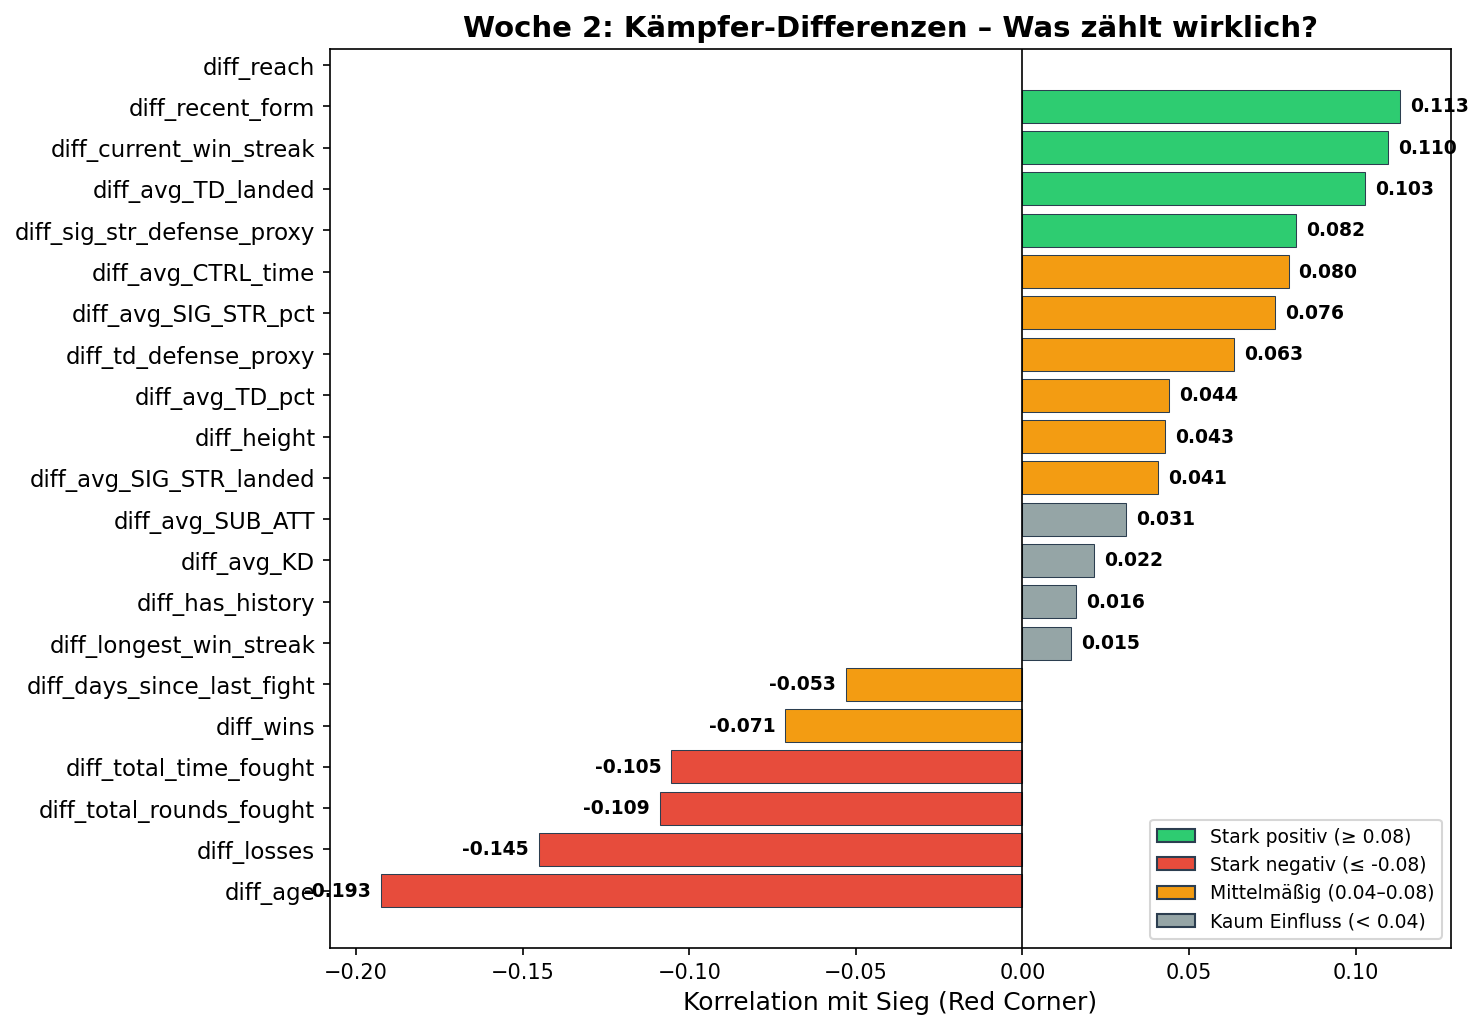 Woche 2: Kämpfer-Differenzen – Was zählt wirklich?
diff_reach
diff_recent_form 0.113
diff_current_win_streak 0.110
diff_avg_TD_landed 0.103
diff_sig_str_defense_proxy 0.082
diff_avg_CTRL_time 0.080
diff_avg_SIG_STR_pct 0.076
diff_td_defense_proxy 0.063
diff_avg_TD_pct 0.044
diff_height 0.043
diff_avg_SIG_STR_landed 0.041
diff_avg_SUB_ATT 0.031
diff_avg_KD 0.022
diff_has_history 0.016
diff_longest_win_streak 0.015
diff_days_since_last_fight -0.053
diff_wins -0.071
diff_total_time_fought -0.105
diff_total_rounds_fought -0.109
diff_losses -0.145
diff_age -0.193
Stark positiv (≥ 0.08)
Stark negativ (≤ -0.08)
Mittelmäßig (0.04–0.08)
Kaum Einfluss (< 0.04)
−0.20 −0.15 −0.10 −0.05 0.00 0.05 0.10
Korrelation mit Sieg (Red Corner)